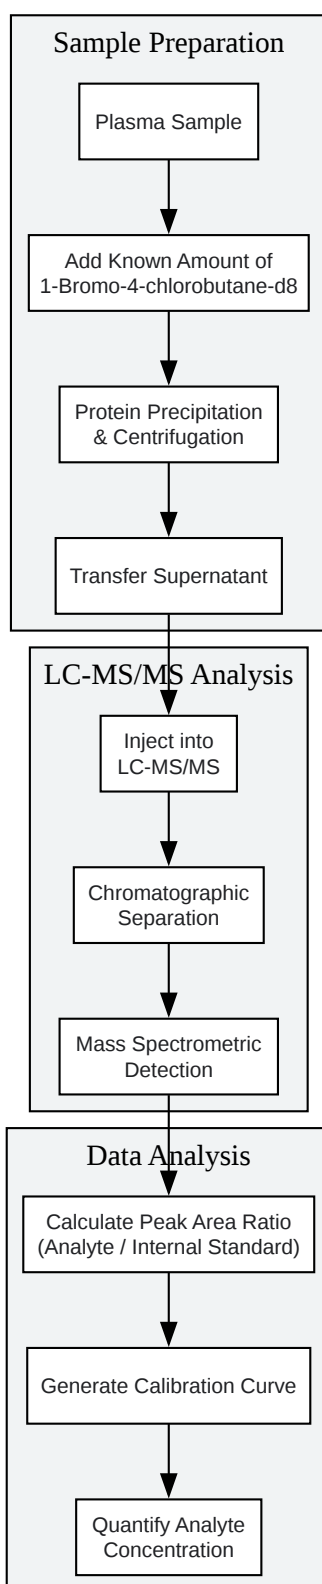 Sample Preparation
Plasma Sample
Add Known Amount of
1-Bromo-4-chlorobutane-d8
Protein Precipitation
& Centrifugation
Transfer Supernatant
LC-MS/MS Analysis
Inject into
LC-MS/MS
Chromatographic
Separation
Mass Spectrometric
Detection
Data Analysis
Calculate Peak Area Ratio
(Analyte / Internal Standard)
Generate Calibration Curve
Quantify Analyte
Concentration